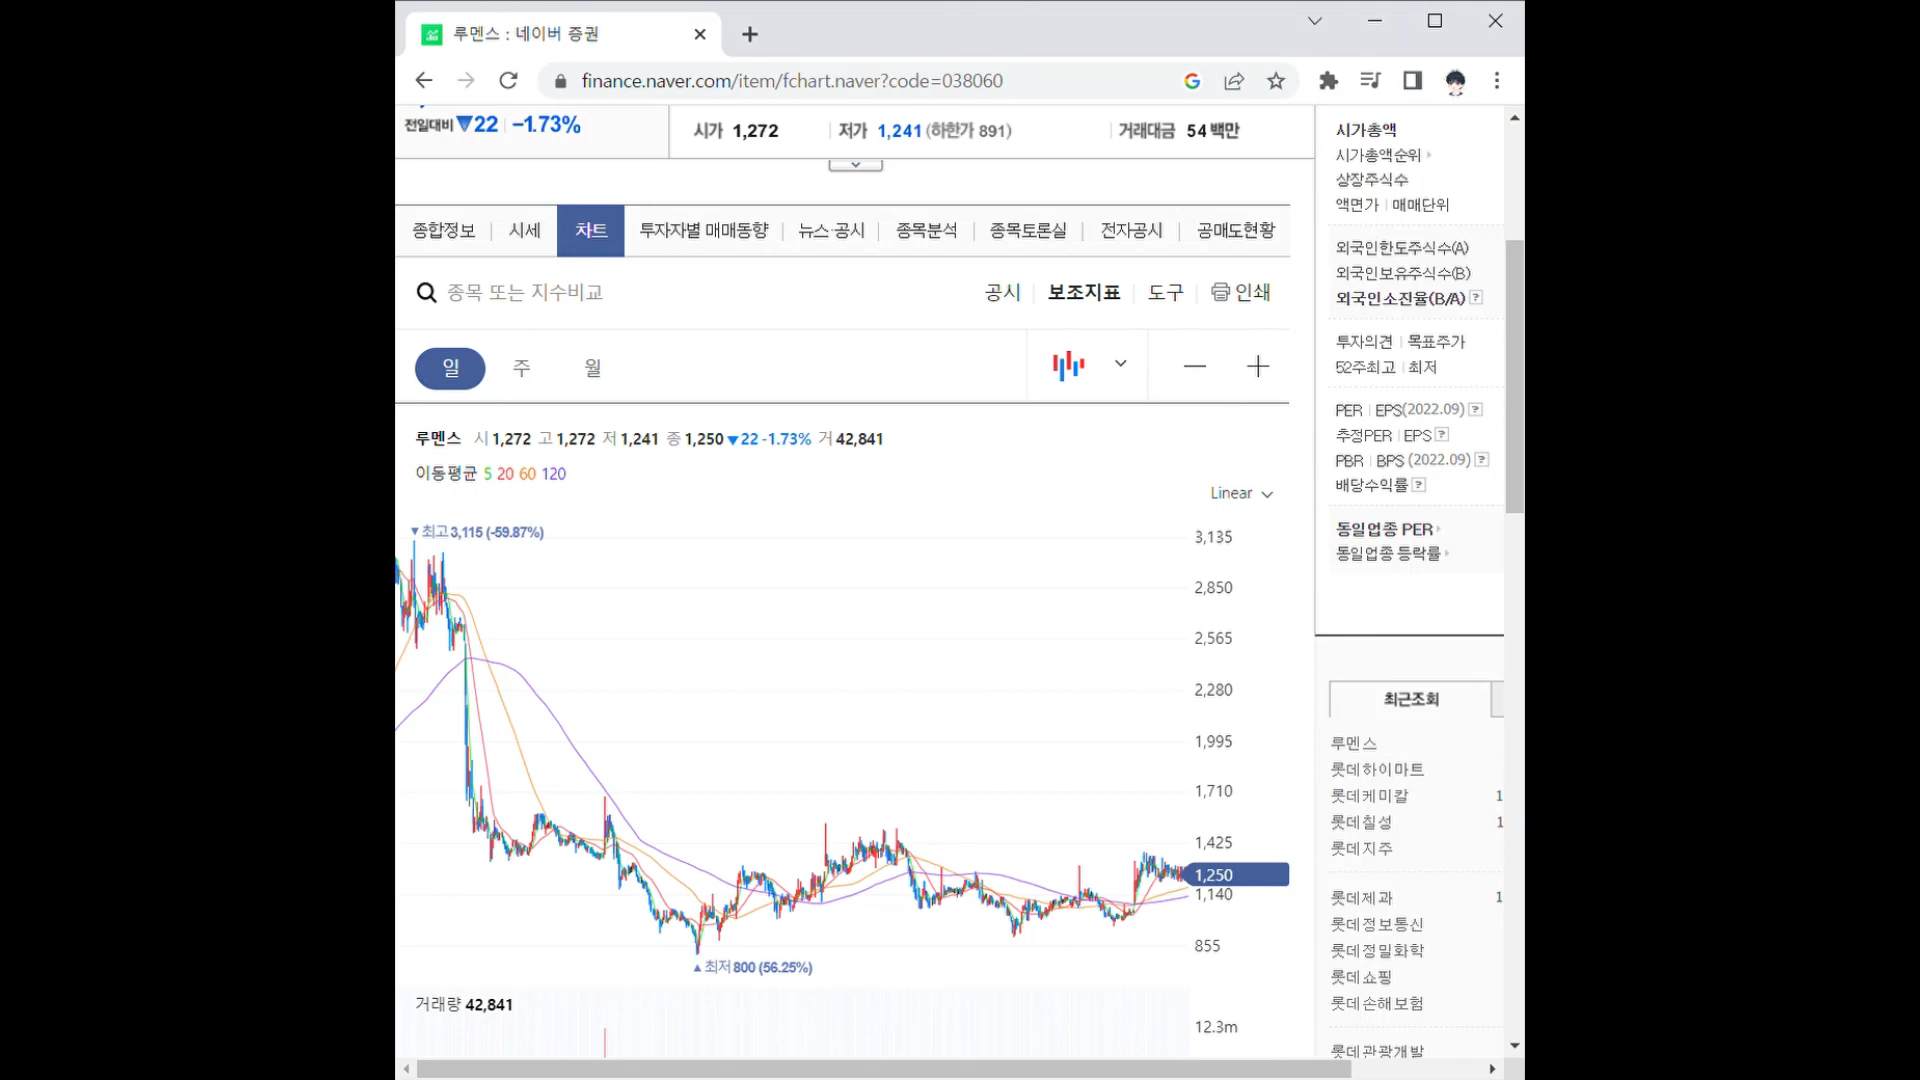 루멘스 : 네이버 증권
finance.naver.com/item/fchart.naver?code=038060
전일대비 ▼22 -1.73%
시가 1,272 저가 1,241 (하한가 891) 거래대금 54 백만
종합정보 시세 차트 투자자별 매매동향 뉴스·공시 종목분석 종목토론실 전자공시 공매도현황
종목 또는 지수비교
공시 보조지표 도구 인쇄
일 주 월
루멘스 시 1,272 고 1,272 저 1,241 종 1,250 ▼22 -1.73% 거 42,841
이동평균 5 20 60 120
Linear
▼최고 3,115 (-59.87%)
3,135
2,850
2,565
2,280
1,995
1,710
1,425
1,250
1,140
855
▲최저 800 (56.25%)
거래량 42,841
12.3m
시가총액
시가총액순위
상장주식수
액면가 매매단위
외국인한도주식수(A)
외국인보유주식수(B)
외국인소진율(B/A) ?
투자의견 목표주가
52주최고 최저
PER EPS(2022.09) ?
추정PER EPS ?
PBR BPS (2022.09) ?
배당수익률 ?
동일업종 PER
동일업종 등락률
최근조회
루멘스
롯데하이마트
롯데케미칼 1
롯데칠성 1
롯데지주
롯데제과 1
롯데정보통신
롯데정밀화학
롯데쇼핑
롯데손해보험
롯데관광개발